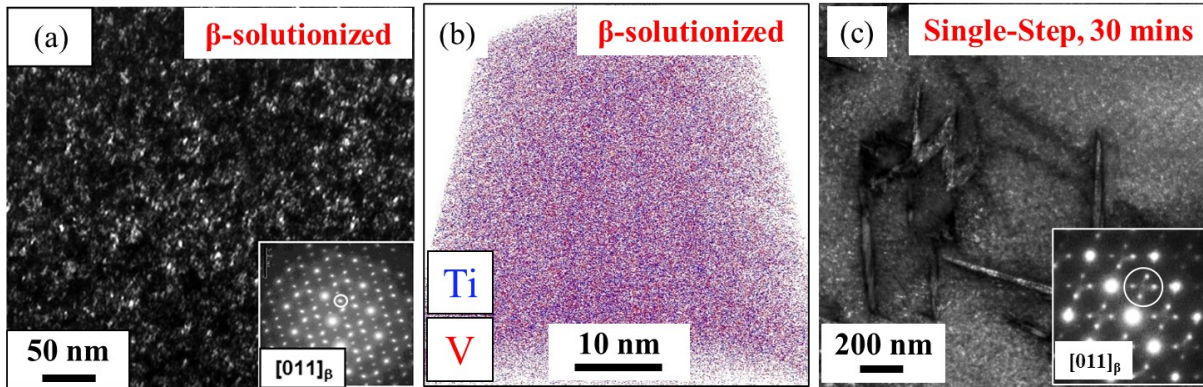 (a)
β-solutionized
50 nm
[011]β
(b)
β-solutionized
Ti
V
10 nm
(c)
Single-Step, 30 mins
200 nm
[011]β